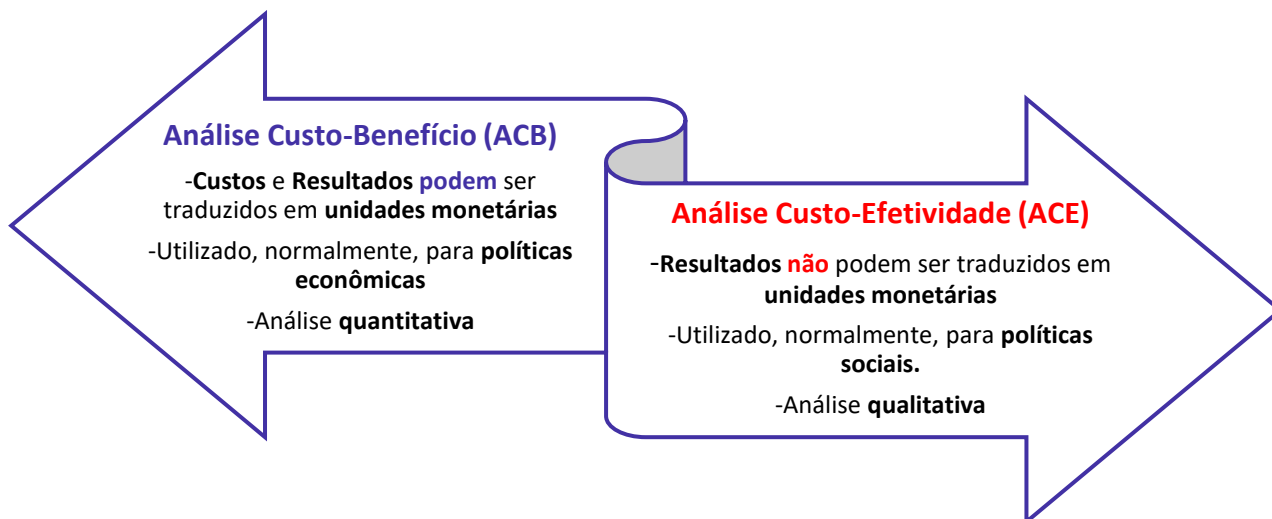 Análise Custo-Benefício (ACB)
-Custos e Resultados podem ser
traduzidos em unidades monetárias
-Utilizado, normalmente, para políticas
econômicas
-Análise quantitativa
Análise Custo-Efetividade (ACE)
-Resultados não podem ser traduzidos em
unidades monetárias
-Utilizado, normalmente, para políticas
sociais.
-Análise qualitativa